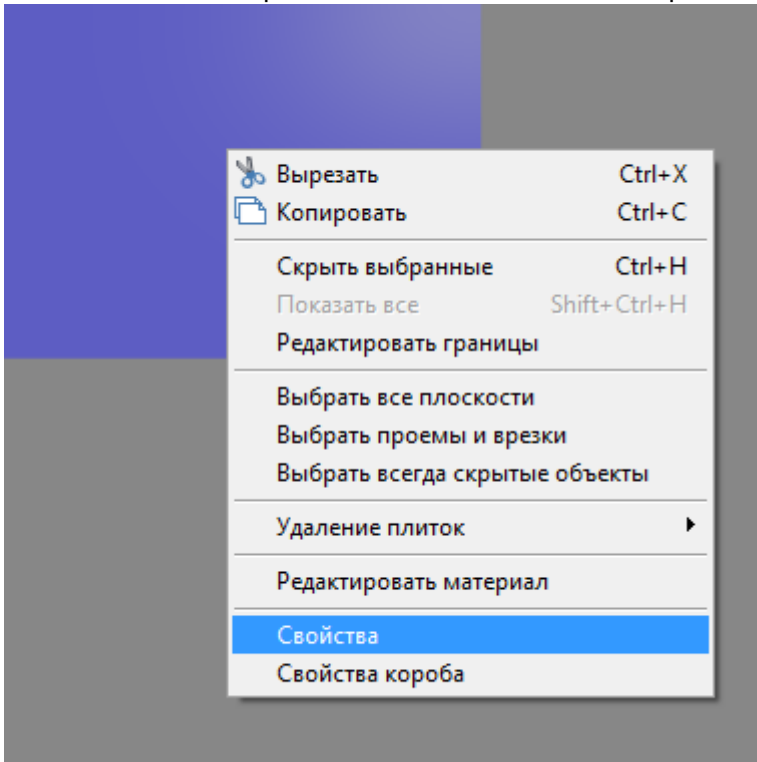 Вырезать Ctrl+X
Копировать Ctrl+C
Скрыть выбранные Ctrl+H
Показать все Shift+Ctrl+H
Редактировать границы
Выбрать все плоскости
Выбрать проемы и врезки
Выбрать всегда скрытые объекты
Удаление плиток
Редактировать материал
Свойства
Свойства короба